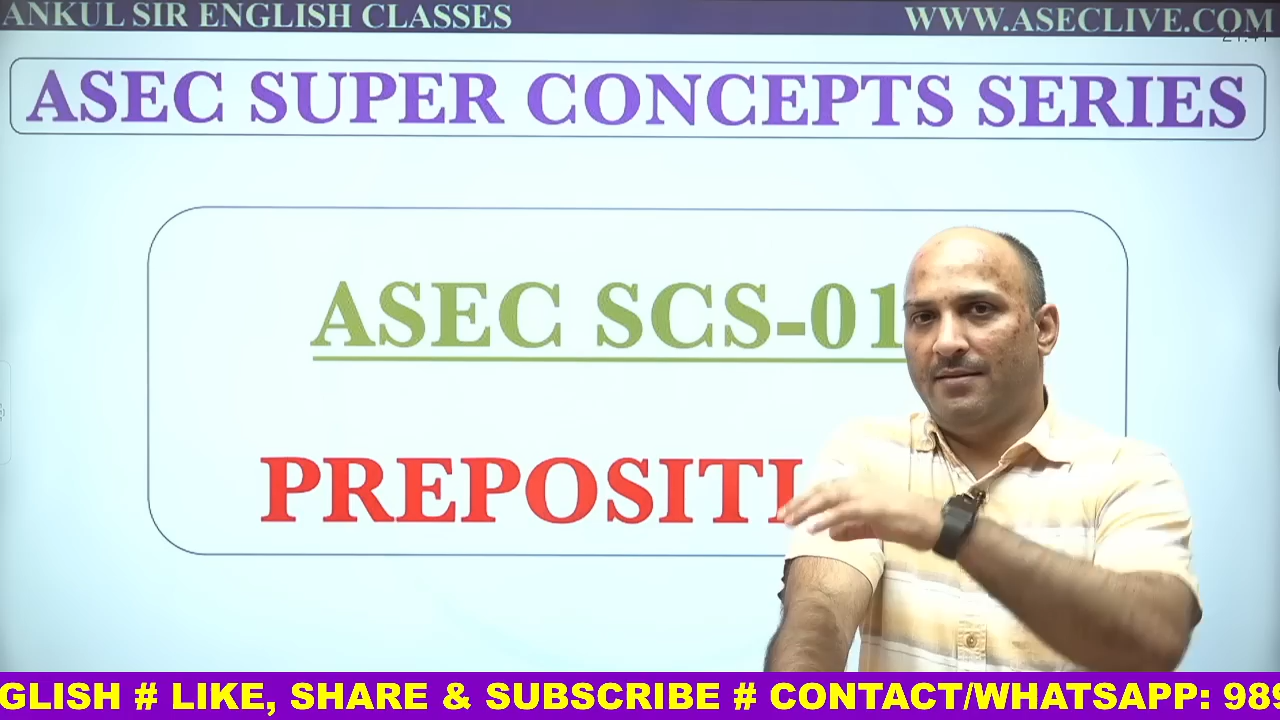 ANKUL SIR ENGLISH CLASSES
WWW.ASECLIVE.COM
ASEC SUPER CONCEPTS SERIES
ASEC SCS-01
PREPOSITI
GLISH # LIKE, SHARE & SUBSCRIBE # CONTACT/WHATSAPP: 989